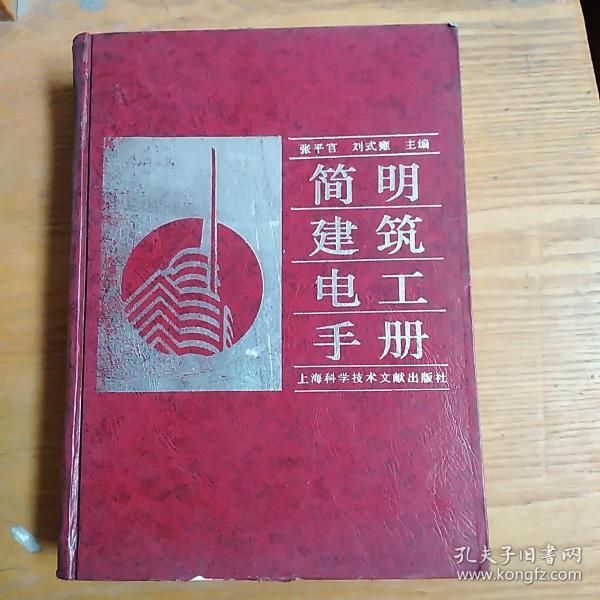 张平官 刘式雍 主编
简明
建筑
电工
手册
上海科学技术文献出版社
孔夫子旧书网
www.kongfz.com